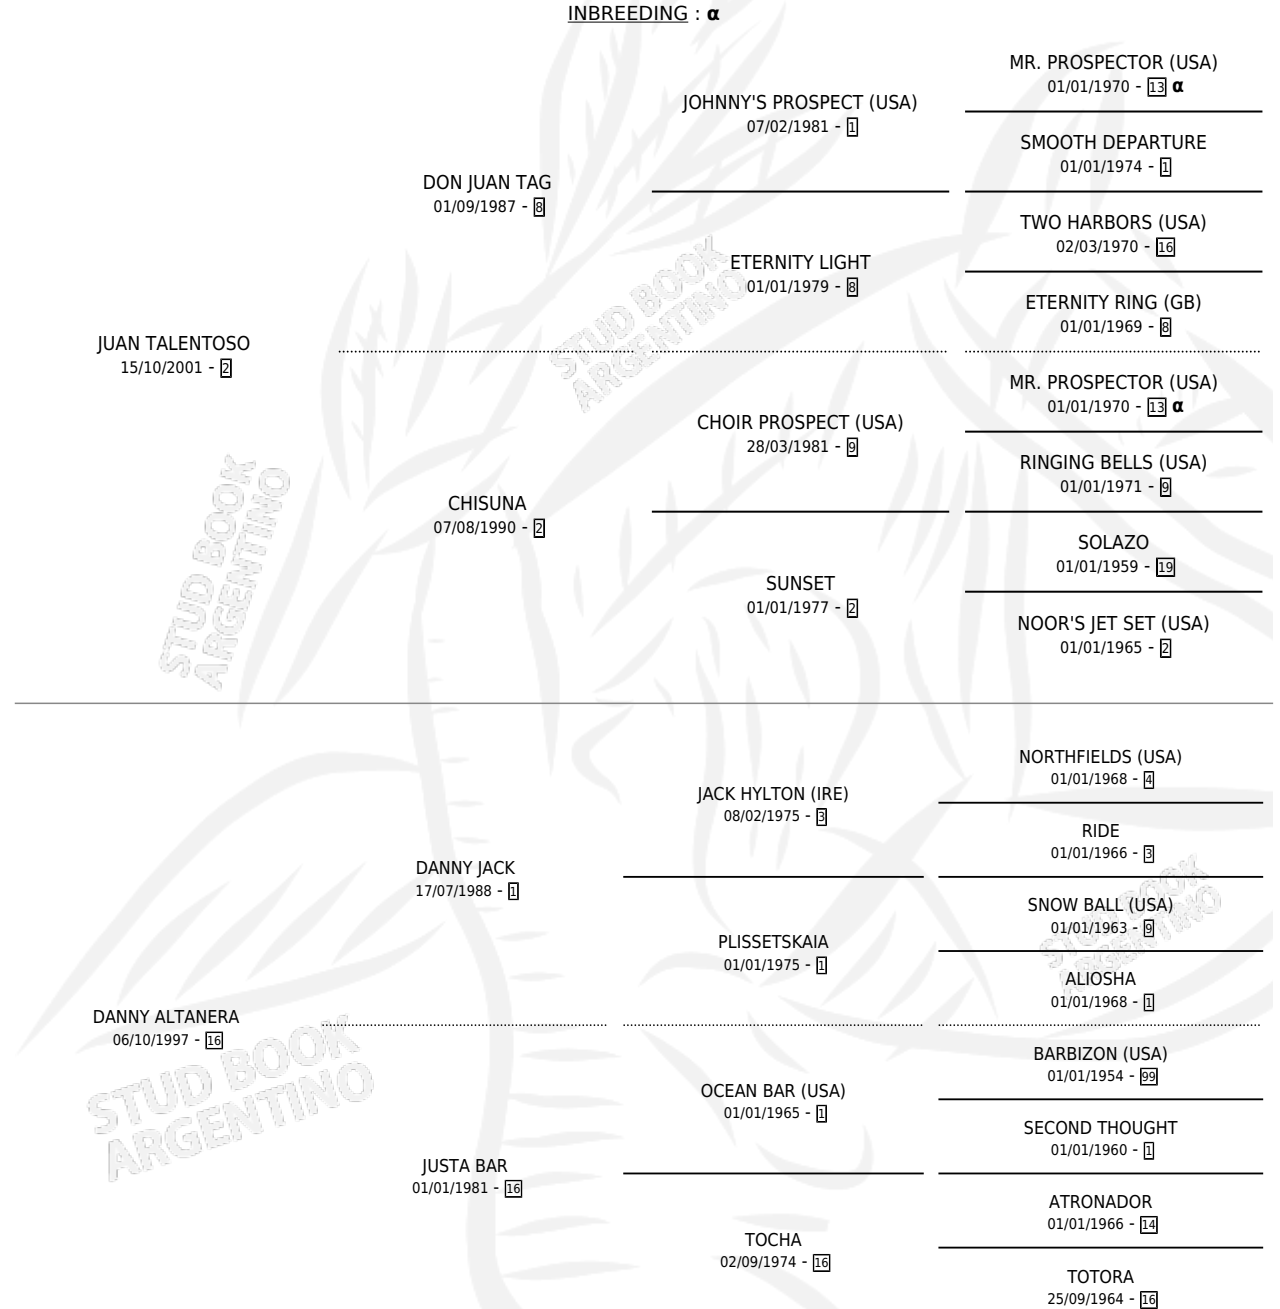 INBREEDING : α
MR. PROSPECTOR (USA)
01/01/1970 - 13 α
JOHNNY'S PROSPECT (USA)
07/02/1981 - 1
SMOOTH DEPARTURE
01/01/1974 - 1
DON JUAN TAG
01/09/1987 - 8
TWO HARBORS (USA)
02/03/1970 - 16
ETERNITY LIGHT
01/01/1979 - 8
ETERNITY RING (GB)
01/01/1969 - 8
JUAN TALENTOSO
15/10/2001 - 2
MR. PROSPECTOR (USA)
01/01/1970 - 13 α
CHOIR PROSPECT (USA)
28/03/1981 - 9
RINGING BELLS (USA)
01/01/1971 - 9
CHISUNA
07/08/1990 - 2
SOLAZO
01/01/1959 - 19
SUNSET
01/01/1977 - 2
NOOR'S JET SET (USA)
01/01/1965 - 2
NORTHFIELDS (USA)
01/01/1968 - 4
JACK HYLTON (IRE)
08/02/1975 - 3
RIDE
01/01/1966 - 3
DANNY JACK
17/07/1988 - 1
SNOW BALL (USA)
01/01/1963 - 9
PLISSETSKAIA
01/01/1975 - 1
ALIOSHA
01/01/1968 - 1
DANNY ALTANERA
06/10/1997 - 16
BARBIZON (USA)
01/01/1954 - 99
OCEAN BAR (USA)
01/01/1965 - 1
SECOND THOUGHT
01/01/1960 - 1
JUSTA BAR
01/01/1981 - 16
ATRONADOR
01/01/1966 - 14
TOCHA
02/09/1974 - 16
TOTORA
25/09/1964 - 16
STUD BOOK
ARGENTINO
STUD BOOK
ARGENTINO
STUD BOOK
ARGENTINO
STUD BOOK
ARGENTINO